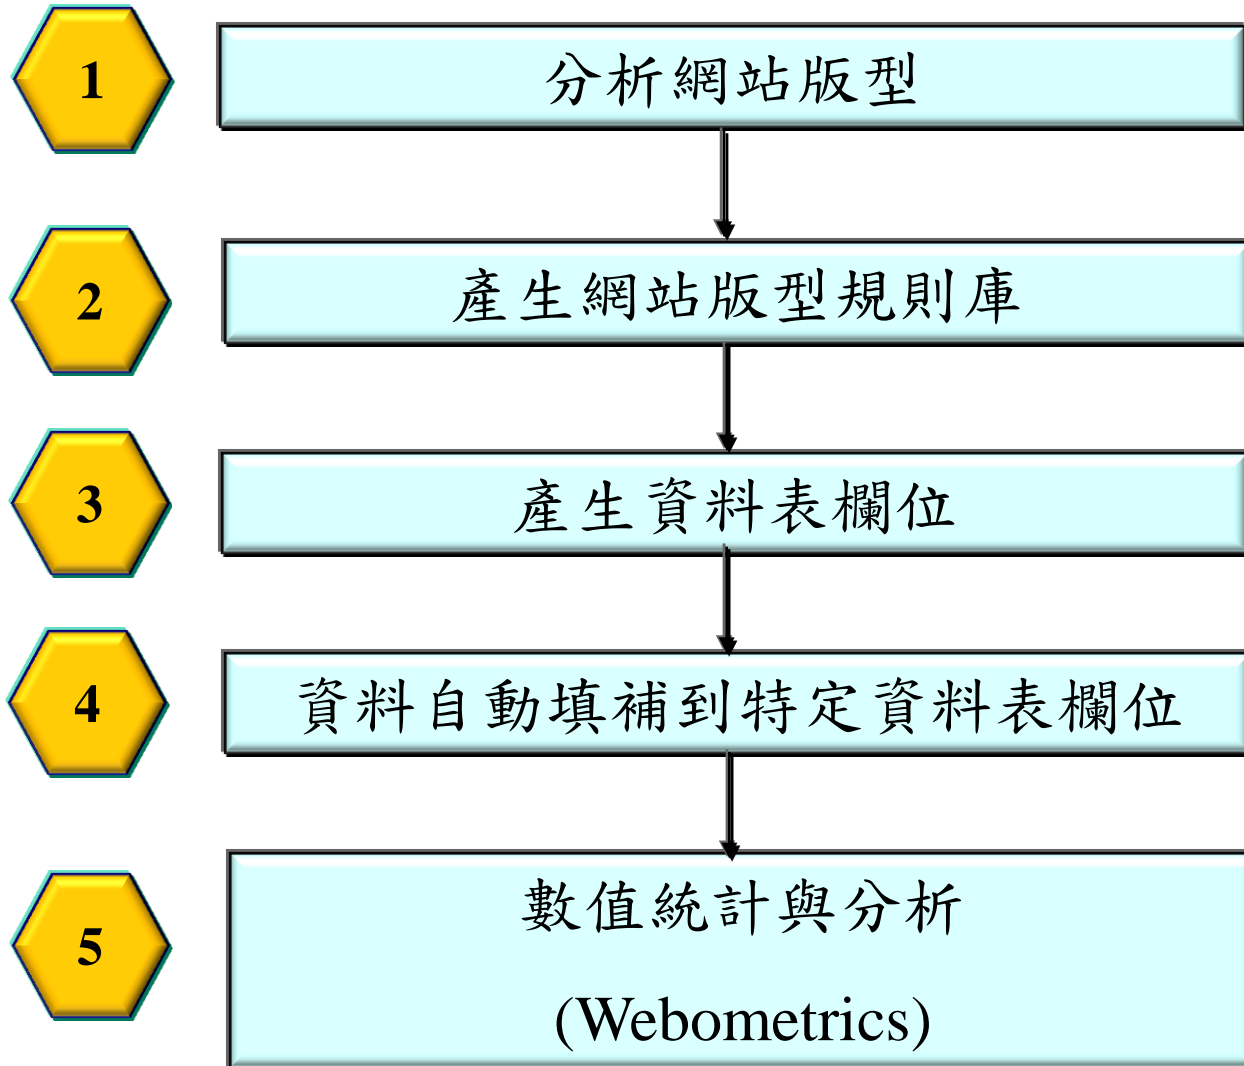 1
分析網站版型
2
產生網站版型規則庫
3
產生資料表欄位
4
資料自動填補到特定資料表欄位
5
數值統計與分析
(Webometrics)